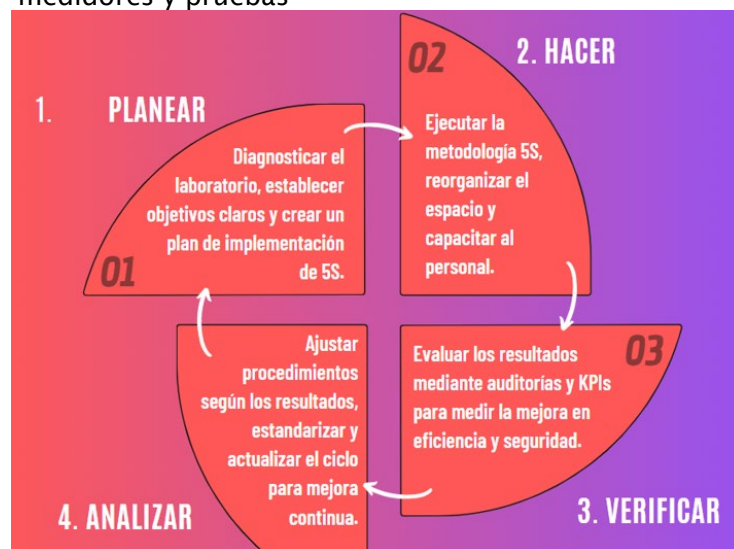 medidores y pruebas
1. PLANEAR
Diagnosticar el
laboratorio, establecer
objetivos claros y crear un
plan de implementación
de 5S.
01
02
2. HACER
Ejecutar la
metodología 5S,
reorganizar el
espacio y
capacitar al
personal.
03
Evaluar los resultados
mediante auditorías y KPIs
para medir la mejora en
eficiencia y seguridad.
3. VERIFICAR
Ajustar
procedimientos
según los resultados,
estandarizar y
actualizar el ciclo
para mejora
continua.
4. ANALIZAR